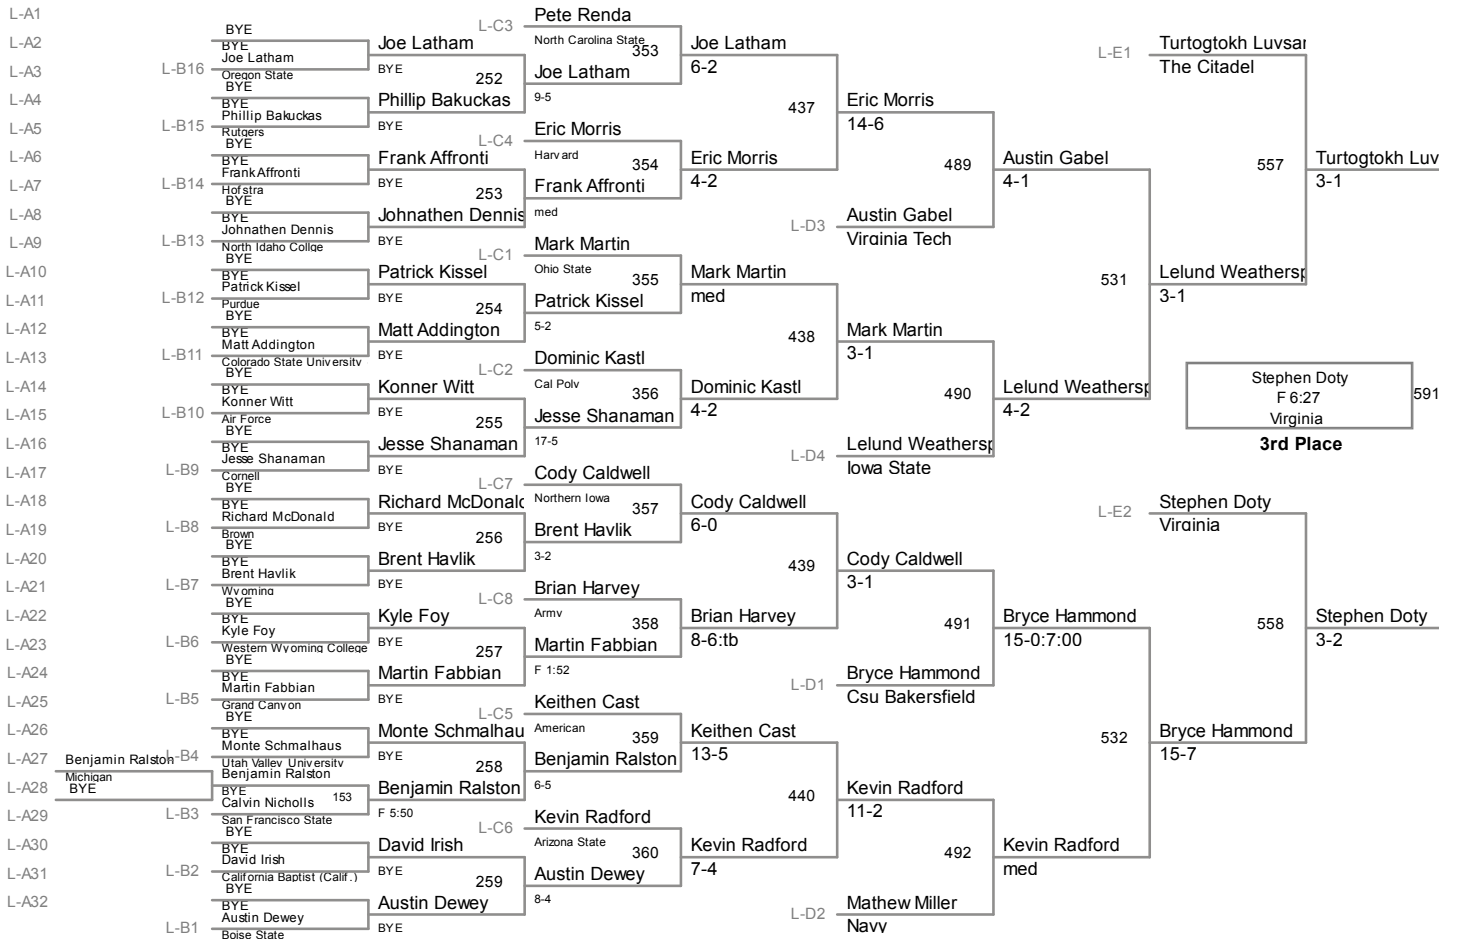 L-A1
L-A2
L-A3
L-A4
L-A5
L-A6
L-A7
L-A8
L-A9
L-A10
L-A11
L-A12
L-A13
L-A14
L-A15
L-A16
L-A17
L-A18
L-A19
L-A20
L-A21
L-A22
L-A23
L-A24
L-A25
L-A26
L-A27
L-A28
L-A29
L-A30
L-A31
L-A32
Benjamin Ralston
Michigan
BYE
L-B16
L-B15
L-B14
L-B13
L-B12
L-B11
L-B10
L-B9
L-B8
L-B7
L-B6
L-B5
L-B4
L-B3
L-B2
L-B1
BYE
BYE
Joe Latham
Oregon State
BYE
BYE
Phillip Bakuckas
Rutgers
BYE
BYE
Frank Affronti
Hofstra
BYE
BYE
Johnathen Dennis
North Idaho Collge
BYE
BYE
Patrick Kissel
Purdue
BYE
BYE
Matt Addington
Colorado State University
BYE
BYE
Konner Witt
Air Force
BYE
BYE
Jesse Shanaman
Cornell
BYE
BYE
Richard McDonald
Brown
BYE
BYE
Brent Havlik
Wyoming
BYE
BYE
Kyle Foy
Western Wyoming College
BYE
BYE
Martin Fabbian
Grand Canyon
BYE
BYE
Monte Schmalhaus
Utah Valley University
Benjamin Ralston
BYE
Calvin Nicholls
153
San Francisco State
BYE
BYE
David Irish
California Baptist (Calif.)
BYE
BYE
Austin Dewey
Boise State
Joe Latham
BYE
252
Phillip Bakuckas
BYE
Frank Affronti
BYE
253
Johnathen Dennis
BYE
Patrick Kissel
BYE
254
Matt Addington
BYE
Konner Witt
BYE
255
Jesse Shanaman
BYE
Richard McDonald
BYE
256
Brent Havlik
BYE
Kyle Foy
BYE
257
Martin Fabbian
BYE
Monte Schmalhau
BYE
258
Benjamin Ralston
F 5:50
David Irish
BYE
259
Austin Dewey
BYE
L-C3
Pete Renda
North Carolina State
353
Joe Latham
9-5
L-C4
Eric Morris
Harvard
354
Frank Affronti
med
L-C1
Mark Martin
Ohio State
355
Patrick Kissel
5-2
L-C2
Dominic Kastl
Cal Poly
356
Jesse Shanaman
17-5
L-C7
Cody Caldwell
Northern Iowa
357
Brent Havlik
3-2
L-C8
Brian Harvey
Army
358
Martin Fabbian
F 1:52
L-C5
Keithen Cast
American
359
Benjamin Ralston
6-5
L-C6
Kevin Radford
Arizona State
360
Austin Dewey
8-4
Joe Latham
6-2
437
Eric Morris
4-2
Mark Martin
med
438
Dominic Kastl
4-2
Cody Caldwell
6-0
439
Brian Harvey
8-6:tb
Keithen Cast
13-5
440
Kevin Radford
7-4
Eric Morris
14-6
489
L-D3
Austin Gabel
Virginia Tech
Mark Martin
3-1
490
L-D4
Lelund Weathersp
Iowa State
Cody Caldwell
3-1
491
L-D1
Bryce Hammond
Csu Bakersfield
Kevin Radford
11-2
492
L-D2
Mathew Miller
Navy
Austin Gabel
4-1
531
Lelund Weathersp
4-2
Bryce Hammond
15-0:7:00
532
Kevin Radford
med
L-E1
Turtogtokh Luvsan
The Citadel
557
Lelund Weathersp
3-1
L-E2
Stephen Doty
Virginia
558
Bryce Hammond
15-7
Turtogtokh Luv
3-1
Stephen Doty
F 6:27
Virginia
591
3rd Place
Stephen Doty
3-2